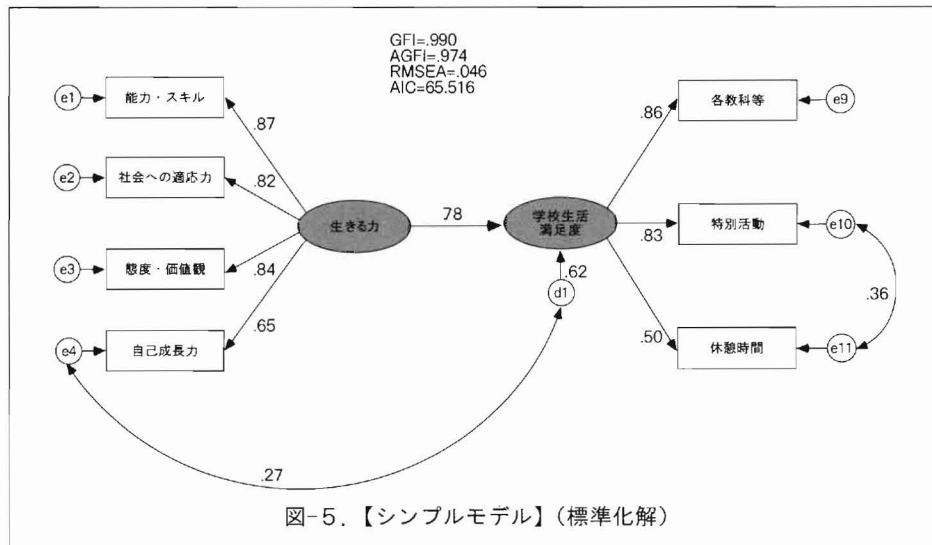 GFI=.990
AGFI=.974
RMSEA=.046
AIC=65.516
e1
能力・スキル
.87
e2
社会への適応力
.82
e3
態度・価値観
.84
e4
自己成長力
.65
生きる力
78
学校生活
満足度
.62
d1
.86
各教科等
e9
.83
特別活動
e10
.50
休憩時間
e11
.36
.27
図-5.【シンプルモデル】(標準化解)